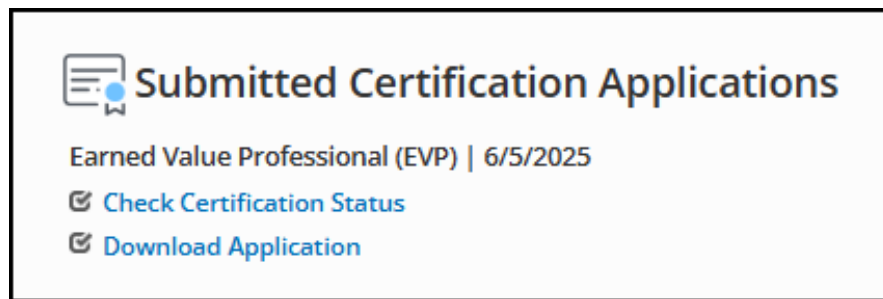 Submitted Certification Applications
Earned Value Professional (EVP) | 6/5/2025
Check Certification Status
Download Application